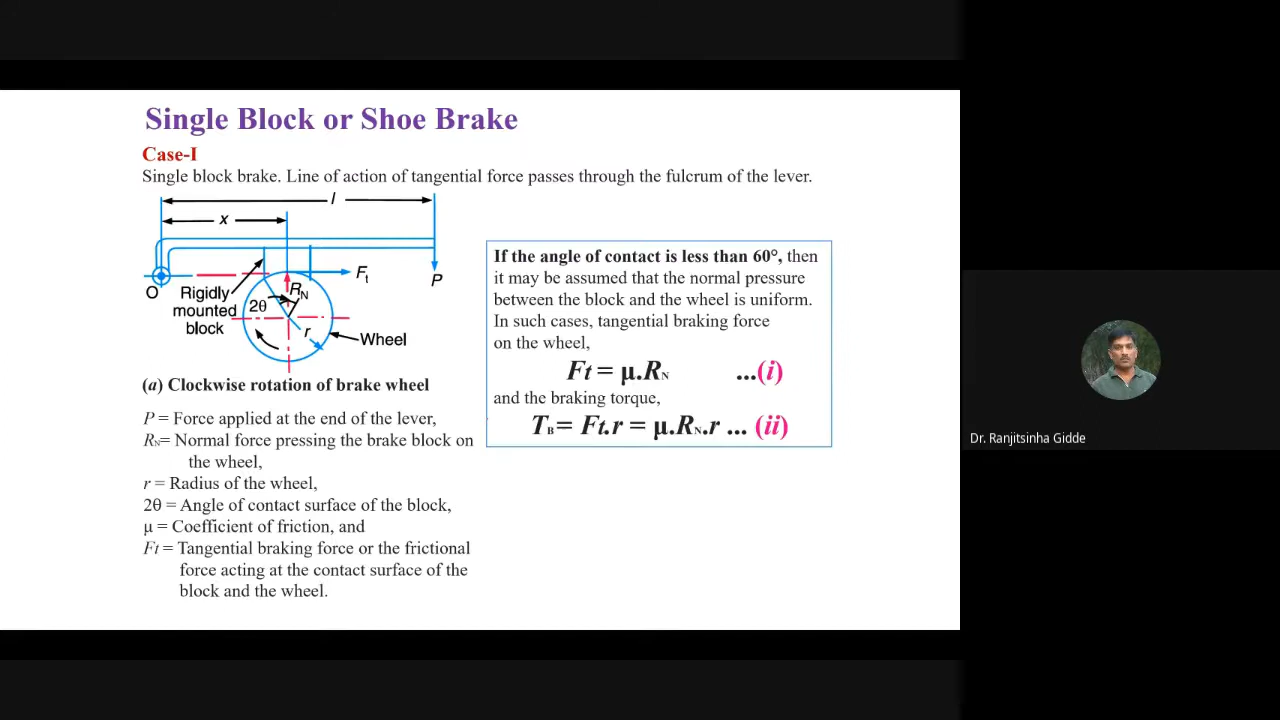 Single Block or Shoe Brake
Case-I
Single block brake. Line of action of tangential force passes through the fulcrum of the lever.
l
x
Ft
P
O
RN
Rigidly
mounted
block
2θ
r
Wheel
(a) Clockwise rotation of brake wheel
P = Force applied at the end of the lever,
RN= Normal force pressing the brake block on
the wheel,
r = Radius of the wheel,
2θ = Angle of contact surface of the block,
μ = Coefficient of friction, and
Ft = Tangential braking force or the frictional
force acting at the contact surface of the
block and the wheel.
If the angle of contact is less than 60°, then
it may be assumed that the normal pressure
between the block and the wheel is uniform.
In such cases, tangential braking force
on the wheel,
Ft = μ.RN ...(i)
and the braking torque,
TB= Ft.r = μ.RN.r ... (ii)
Dr. Ranjitsinha Gidde